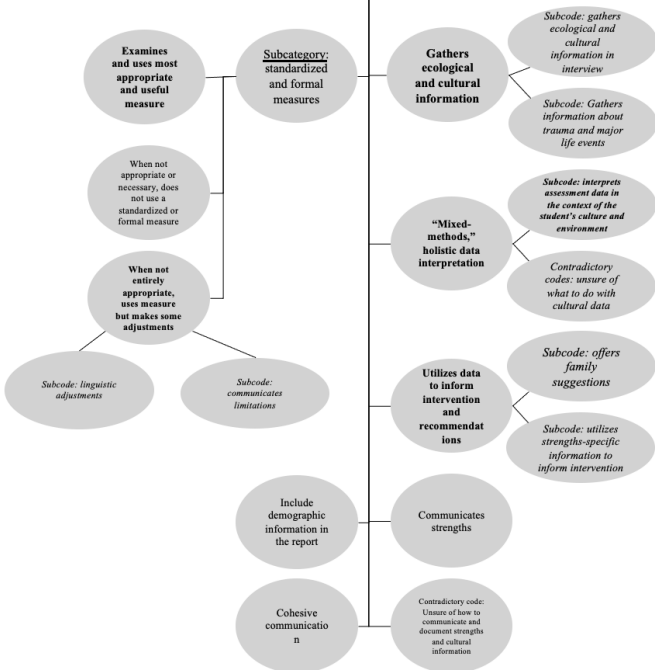 Examines
and uses most
appropriate
and useful
measure
Subcategory:
standardized
and formal
measures
Gathers
ecological
and cultural
information
Subcode: gathers
ecological and
cultural
information in
interview
Subcode: Gathers
information about
trauma and major
life events
When not
appropriate or
necessary, does
not use a
standardized or
formal measure
“Mixed-
methods,”
holistic data
interpretation
Subcode: interprets
assessment data in
the context of the
student’s culture and
environment
Contradictory
codes: unsure of
what to do with
cultural data
When not
entirely
appropriate,
uses measure
but makes some
adjustments
Subcode: linguistic
adjustments
Subcode:
communicates
limitations
Utilizes data
to inform
intervention
and
recommendat
ions
Subcode: offers
family
suggestions
Subcode: utilizes
strengths-specific
information to
inform intervention
Include
demographic
information in
the report
Communicates
strengths
Cohesive
communicatio
n
Contradictory code:
Unsure of how to
communicate and
document strengths
and cultural
information